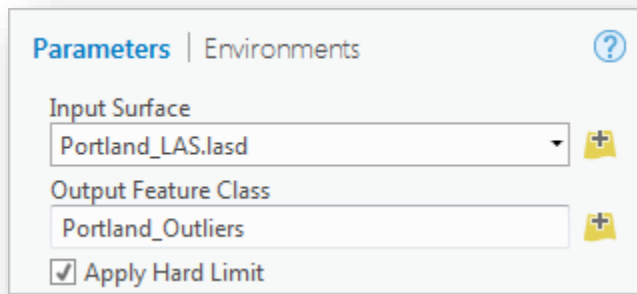 Parameters | Environments
Input Surface
Portland_LAS.lasd
Output Feature Class
Portland_Outliers
Apply Hard Limit